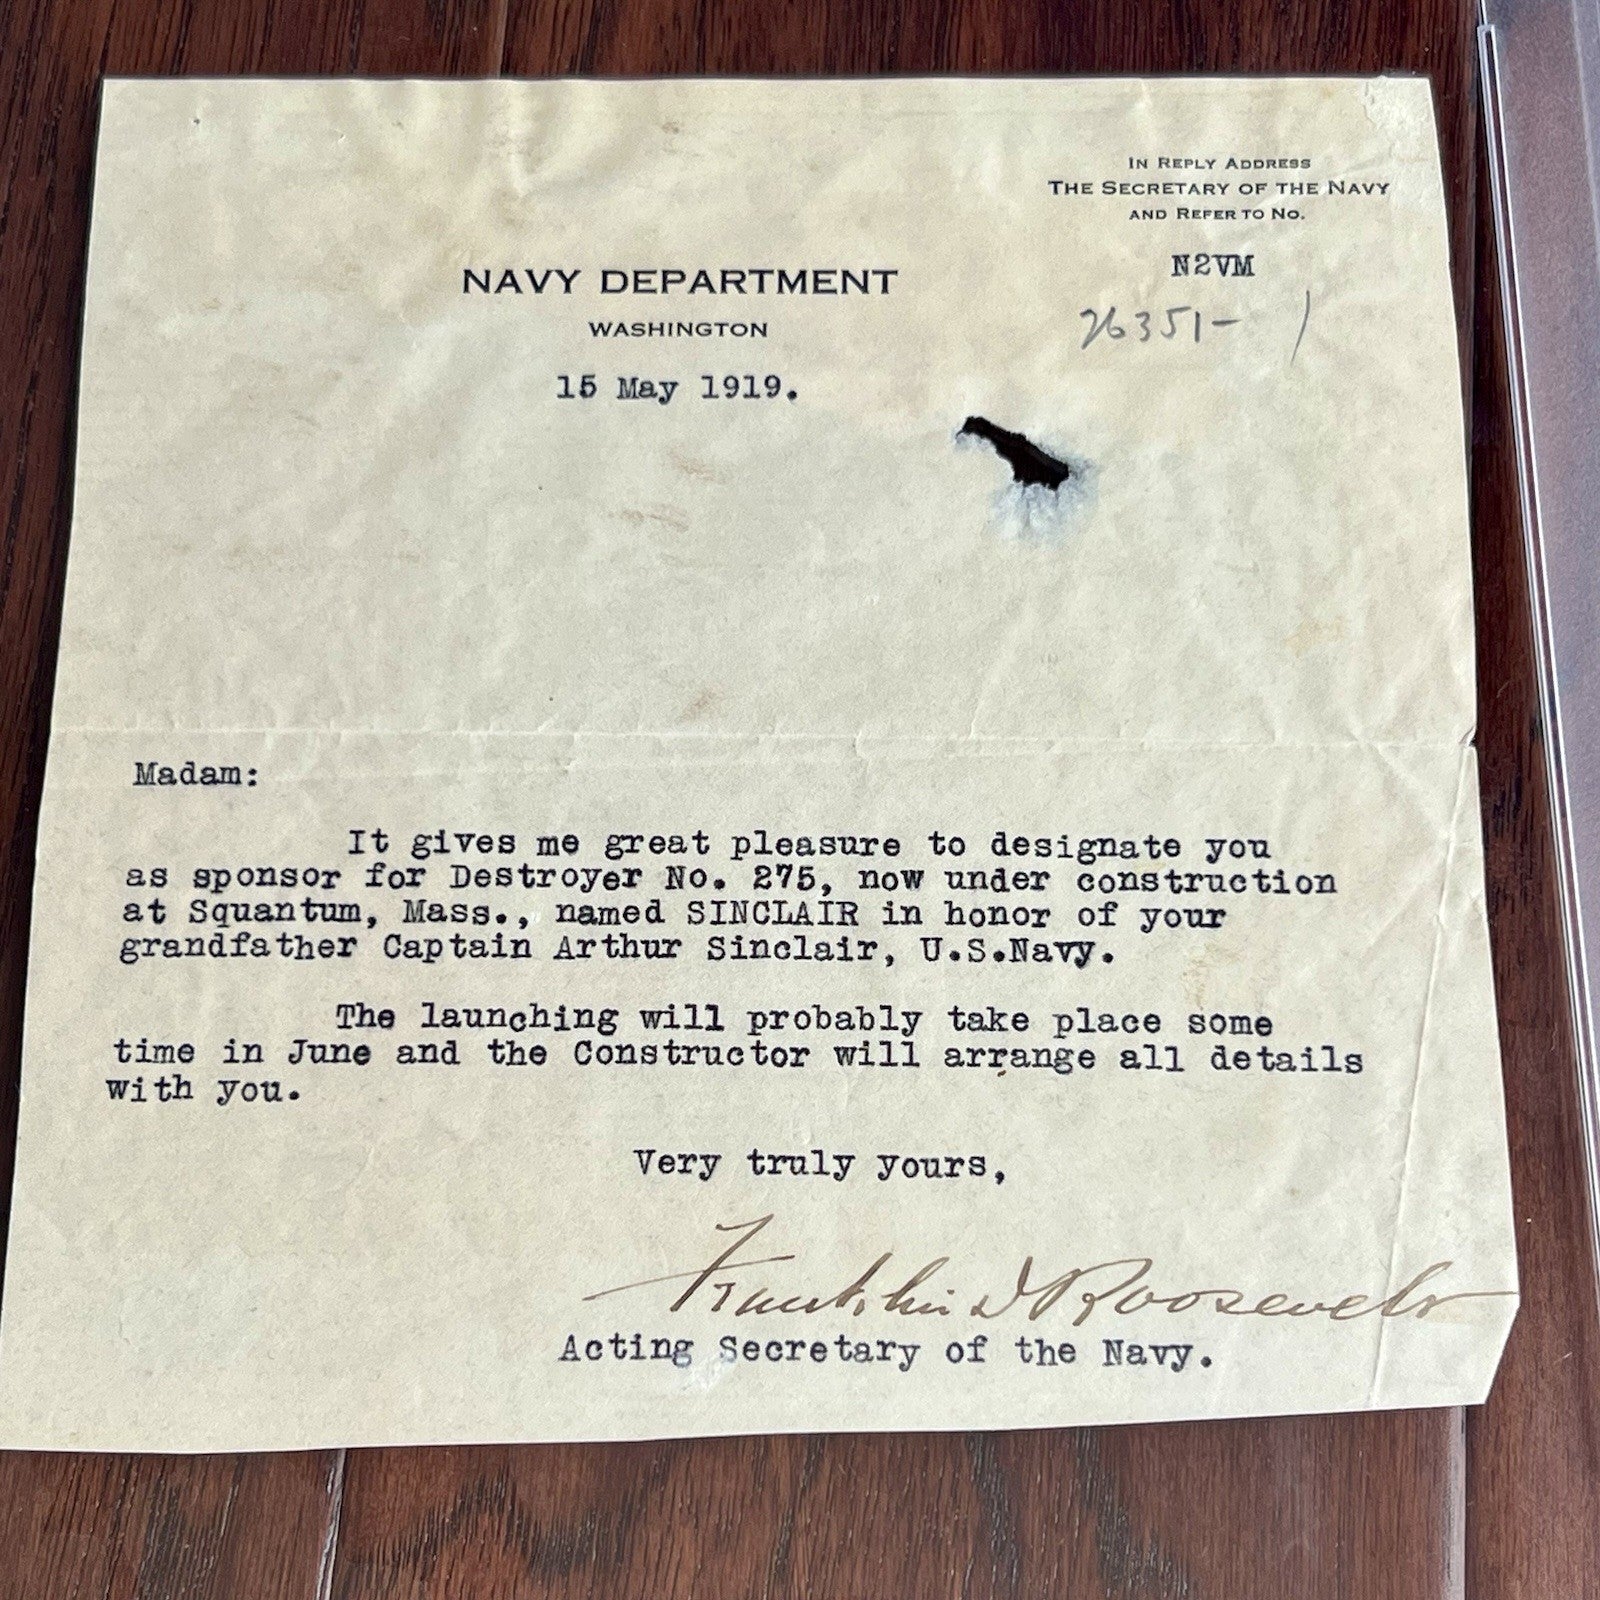 In Reply Address
The Secretary of the Navy
and Refer to No.
N2VM
26351- /
NAVY DEPARTMENT
WASHINGTON
15 May 1919.
Madam:
It gives me great pleasure to designate you
as sponsor for Destroyer No. 275, now under construction
at Squantum, Mass., named SINCLAIR in honor of your
grandfather Captain Arthur Sinclair, U.S.Navy.
The launching will probably take place some
time in June and the Constructor will arrange all details
with you.
Very truly yours,
Franklin D Roosevelt
Acting Secretary of the Navy.